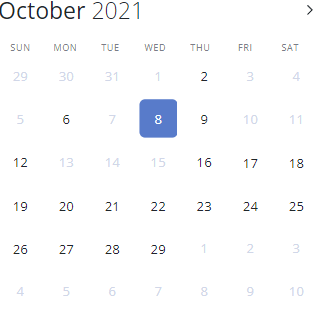 October 2021
SUN MON TUE WED THU FRI SAT
29 30 31 1 2 3 4
5 6 7 8 9 10 11
12 13 14 15 16 17 18
19 20 21 22 23 24 25
26 27 28 29 1 2 3
4 5 6 7 8 9 10